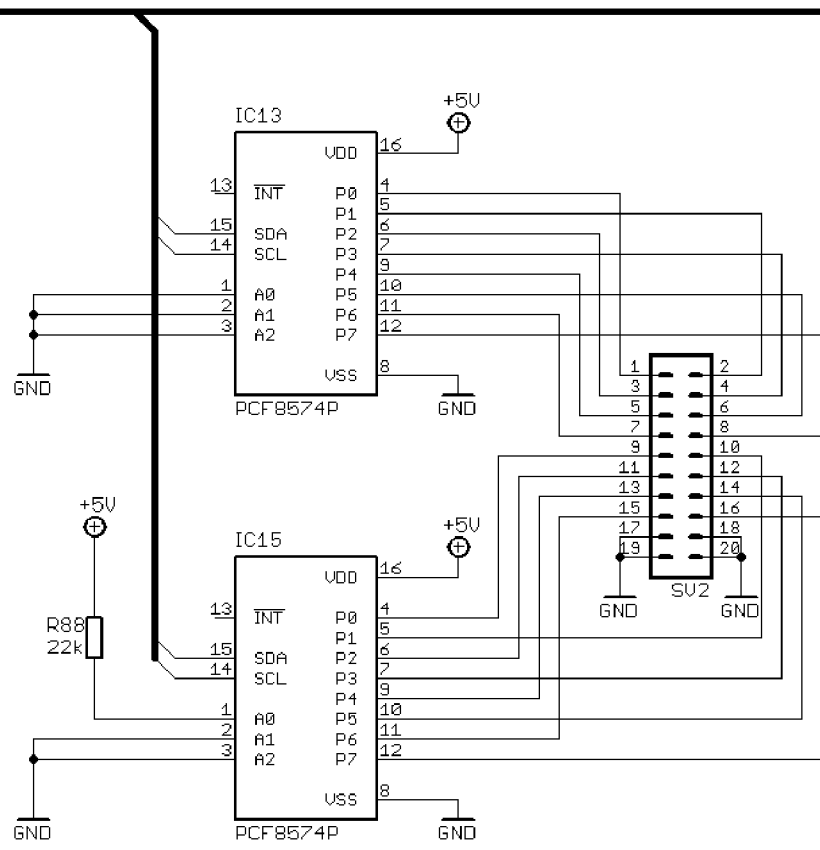 +5V
IC13
VDD 16
13 INT P0 4
P1 5
15 SDA P2 6
14 SCL P3 7
P4 9
1 A0 P5 10
2 A1 P6 11
3 A2 P7 12
GND
VSS 8
PCF8574P
GND
1 2
3 4
5 6
7 8
9 10
11 12
13 14
15 16
17 18
19 20
SV2
GND
GND
+5V
R88
22k
+5V
IC15
VDD 16
13 INT P0 4
P1 5
15 SDA P2 6
14 SCL P3 7
P4 9
1 A0 P5 10
2 A1 P6 11
3 A2 P7 12
VSS 8
GND
PCF8574P
GND